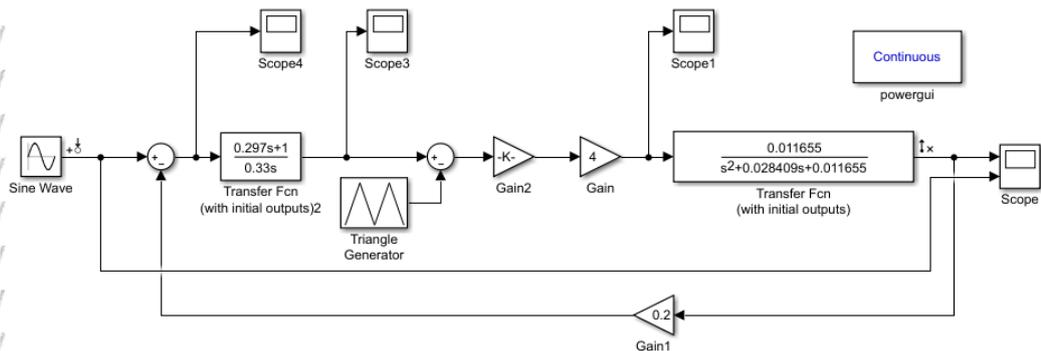 Scope4
Scope3
Scope1
Continuous
powergui
Sine Wave
+
-
0.297s+1
0.33s
Transfer Fcn
(with initial outputs)2
+
-
Triangle
Generator
-K-
Gain2
4
Gain
0.011655
s2+0.028409s+0.011655
Transfer Fcn
(with initial outputs)
Scope
0.2
Gain1